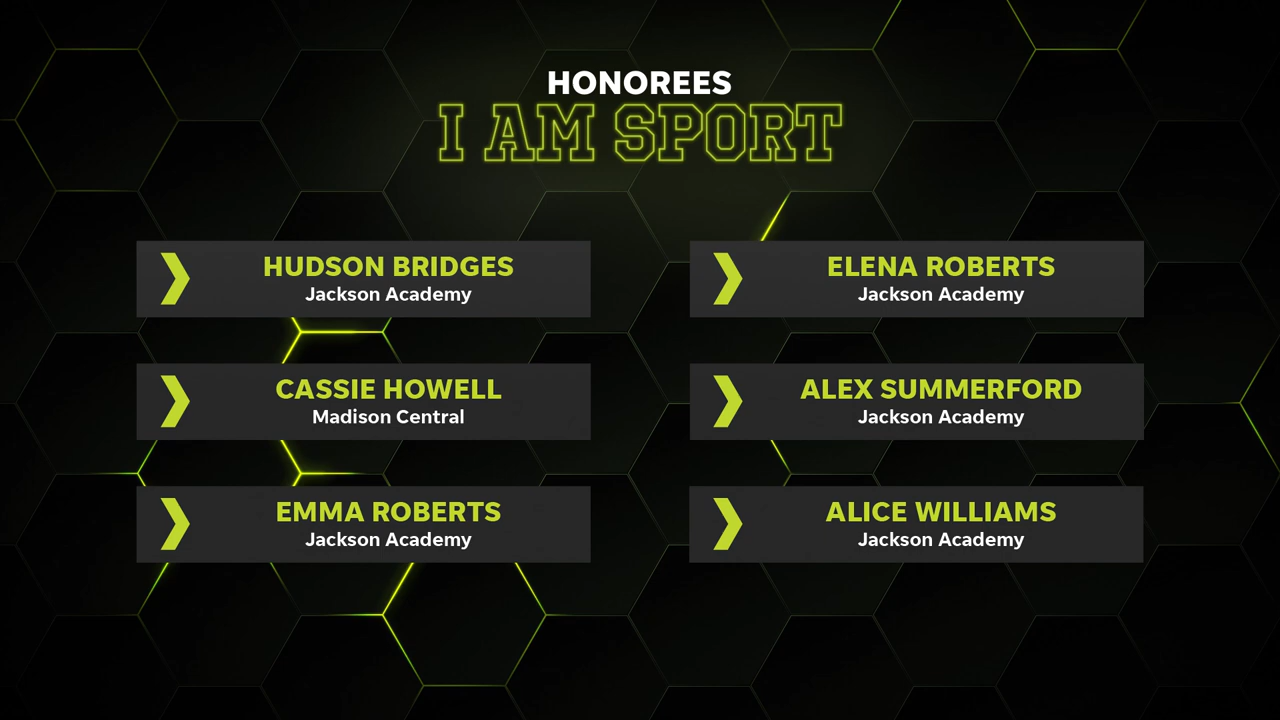 HONOREES
I AM SPORT
HUDSON BRIDGES
Jackson Academy
ELENA ROBERTS
Jackson Academy
CASSIE HOWELL
Madison Central
ALEX SUMMERFORD
Jackson Academy
EMMA ROBERTS
Jackson Academy
ALICE WILLIAMS
Jackson Academy